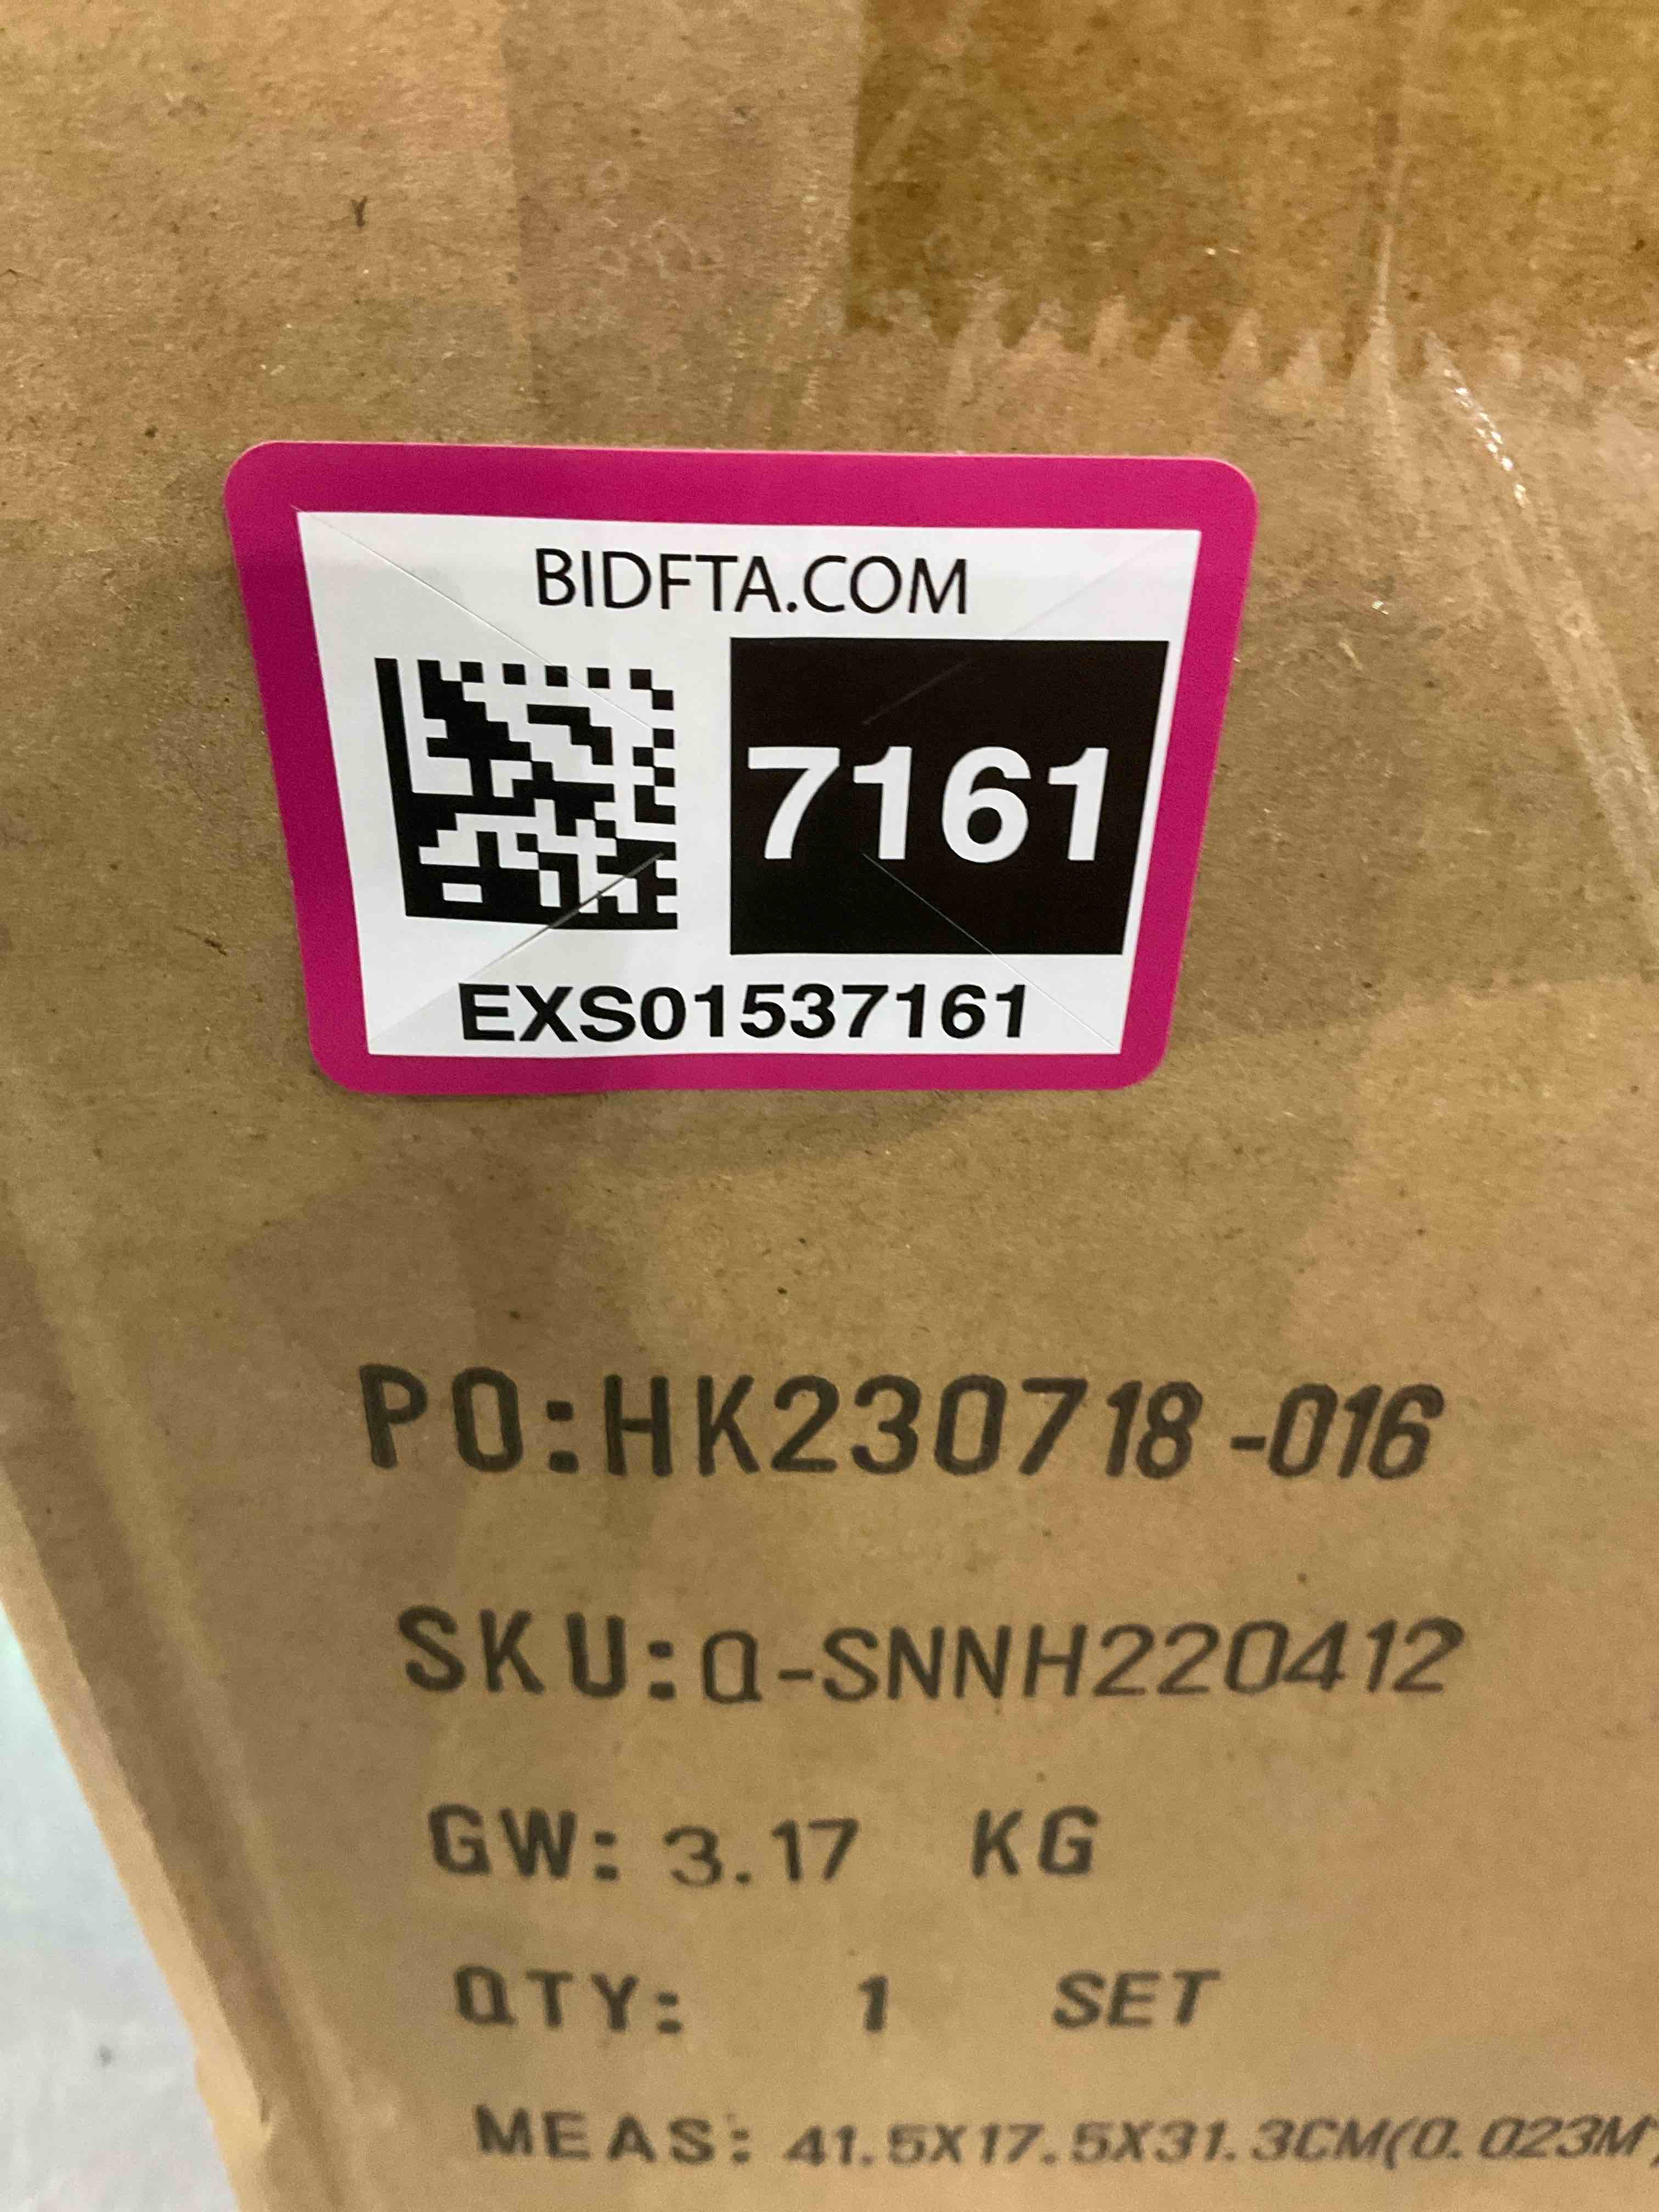 BIDFTA.COM
7161
EXS01537161
PO:HK230718-016
SKU:Q-SNNH220412
GW: 3.17 KG
QTY: 1 SET
MEAS: 41.5X17.5X31.3CM(0.023M